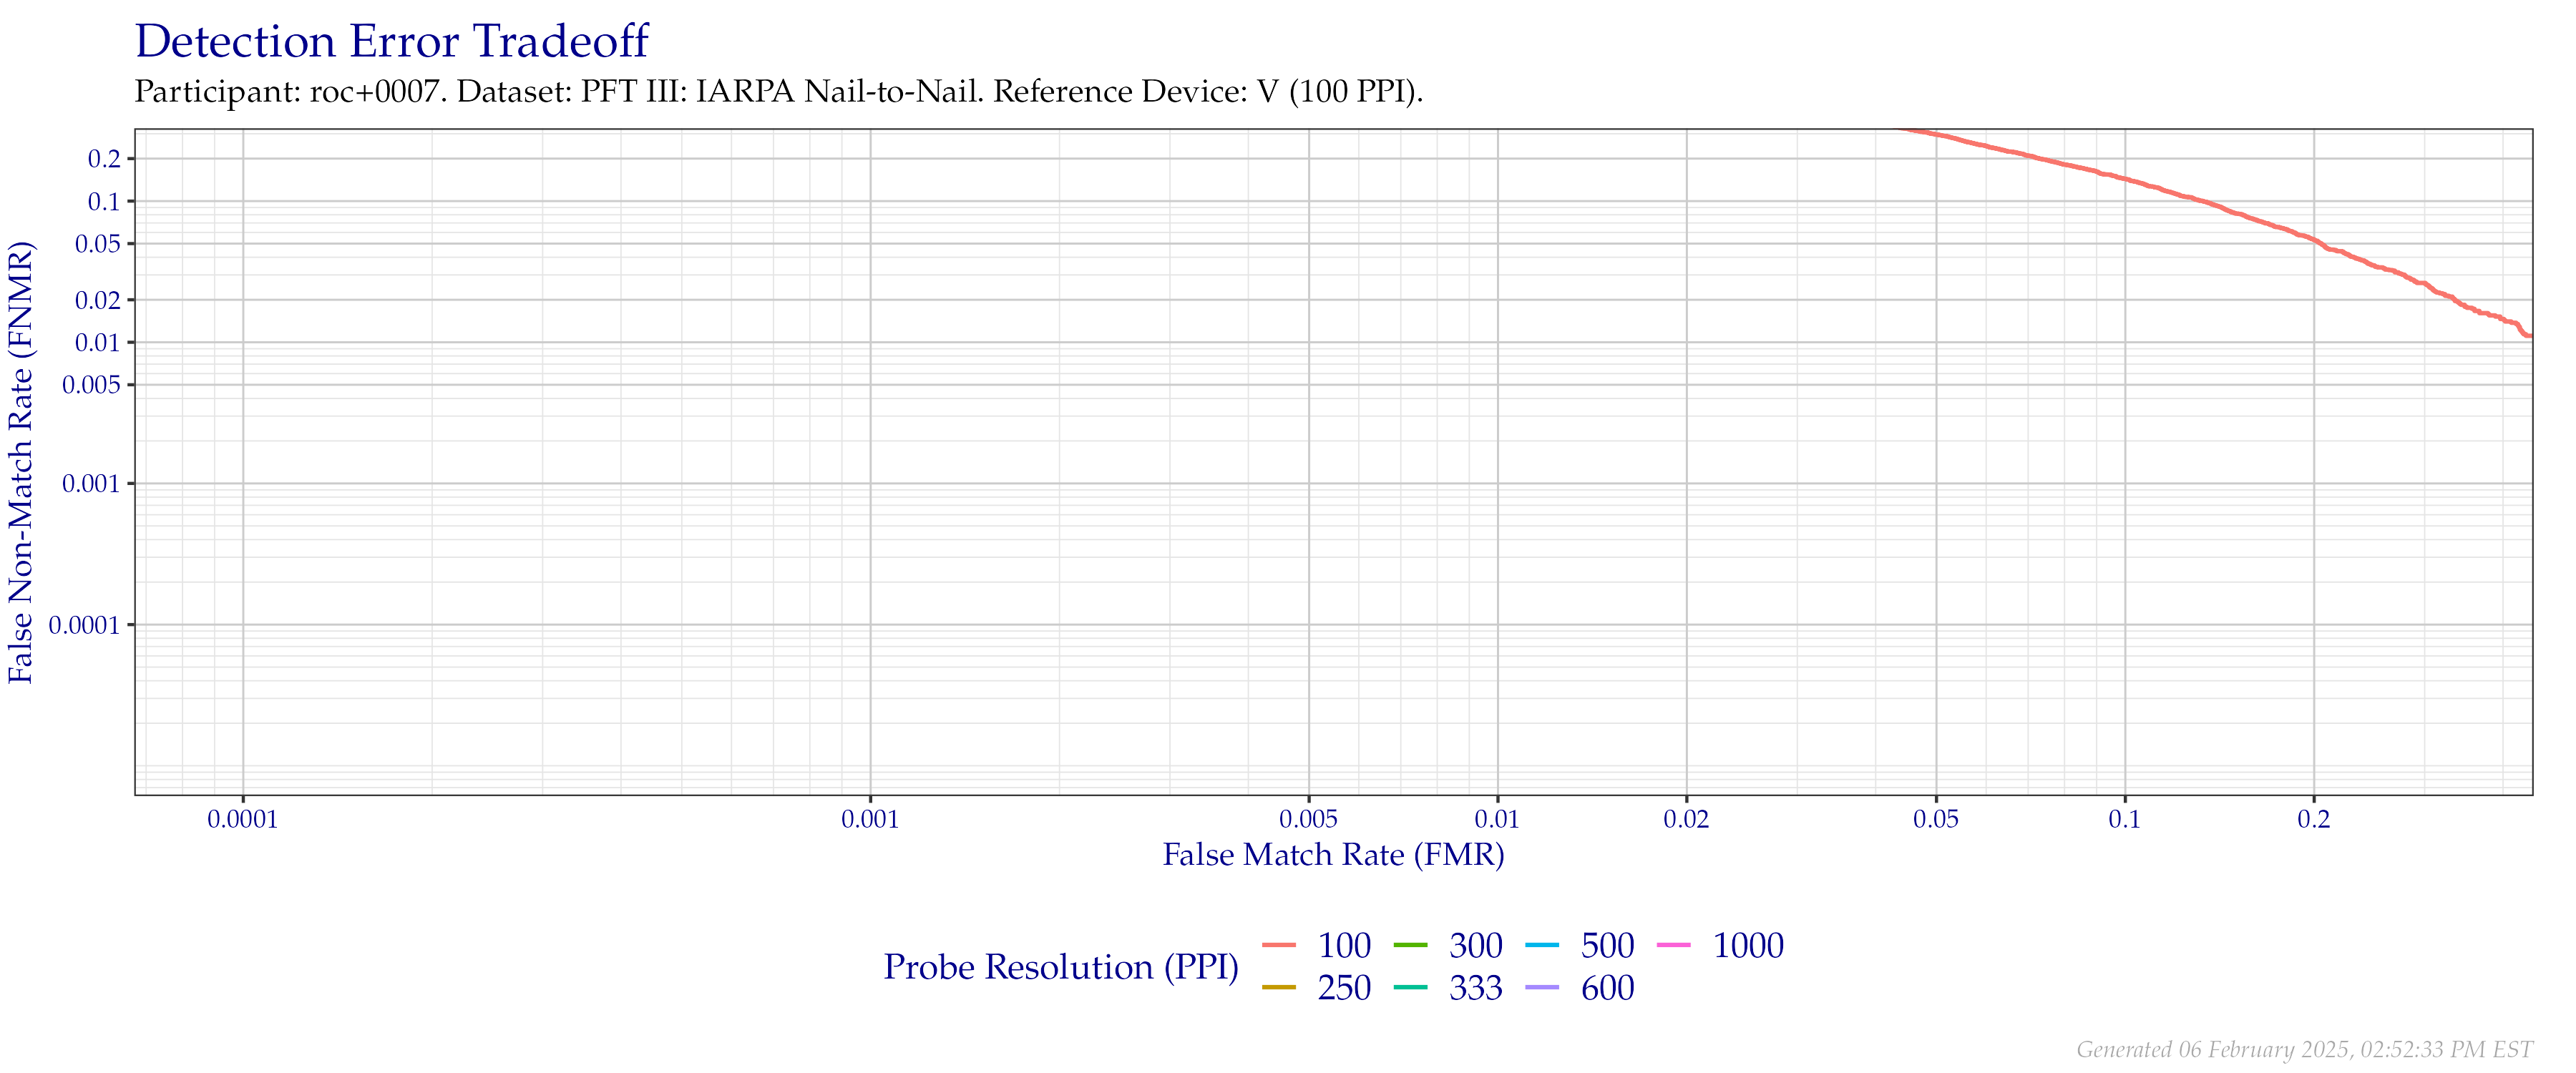 Detection Error Tradeoff
Participant: roc+0007. Dataset: PFT III: IARPA Nail-to-Nail. Reference Device: V (100 PPI).
False Non-Match Rate (FNMR)
0.2
0.1
0.05
0.02
0.01
0.005
0.001
0.0001
0.0001 0.001 0.005 0.01 0.02 0.05 0.1 0.2
False Match Rate (FMR)
Probe Resolution (PPI)
100 300 500 1000
250 333 600
Generated 06 February 2025, 02:52:33 PM EST